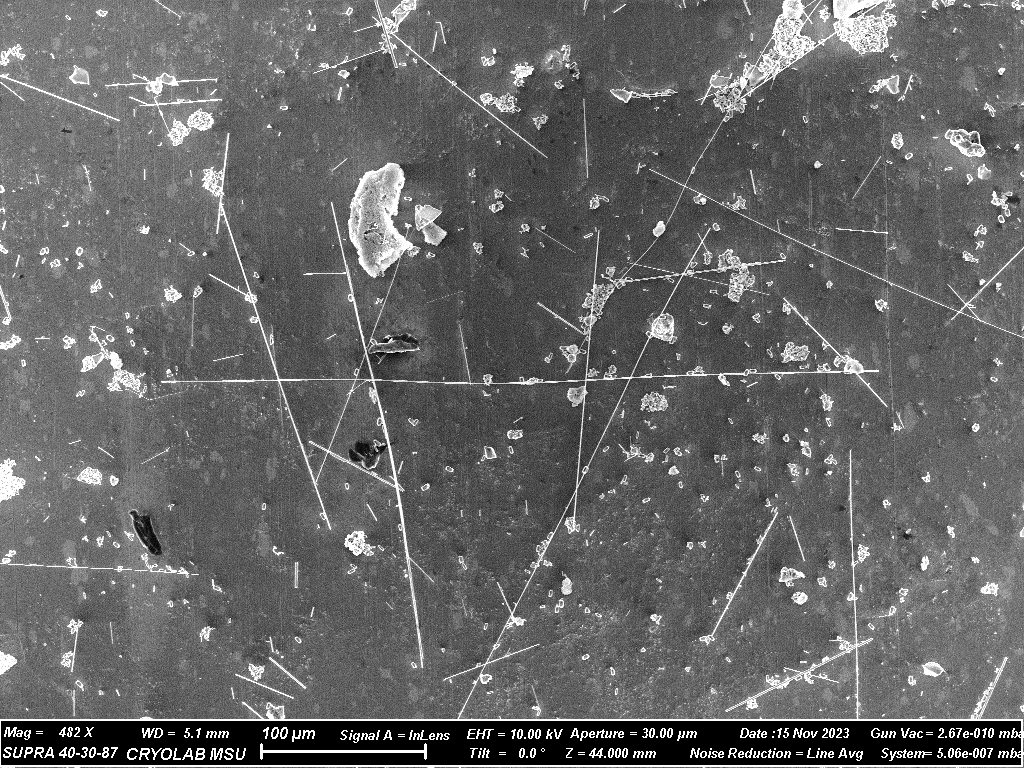 Mag = 482 X WD = 5.1 mm 100 µm Signal A = InLens EHT = 10.00 kV Aperture = 30.00 µm Date :15 Nov 2023 Gun Vac = 2.67e-010 mba
SUPRA 40-30-87 CRYOLAB MSU Tilt = 0.0 ° Z = 44.000 mm Noise Reduction = Line Avg System= 5.06e-007 mba